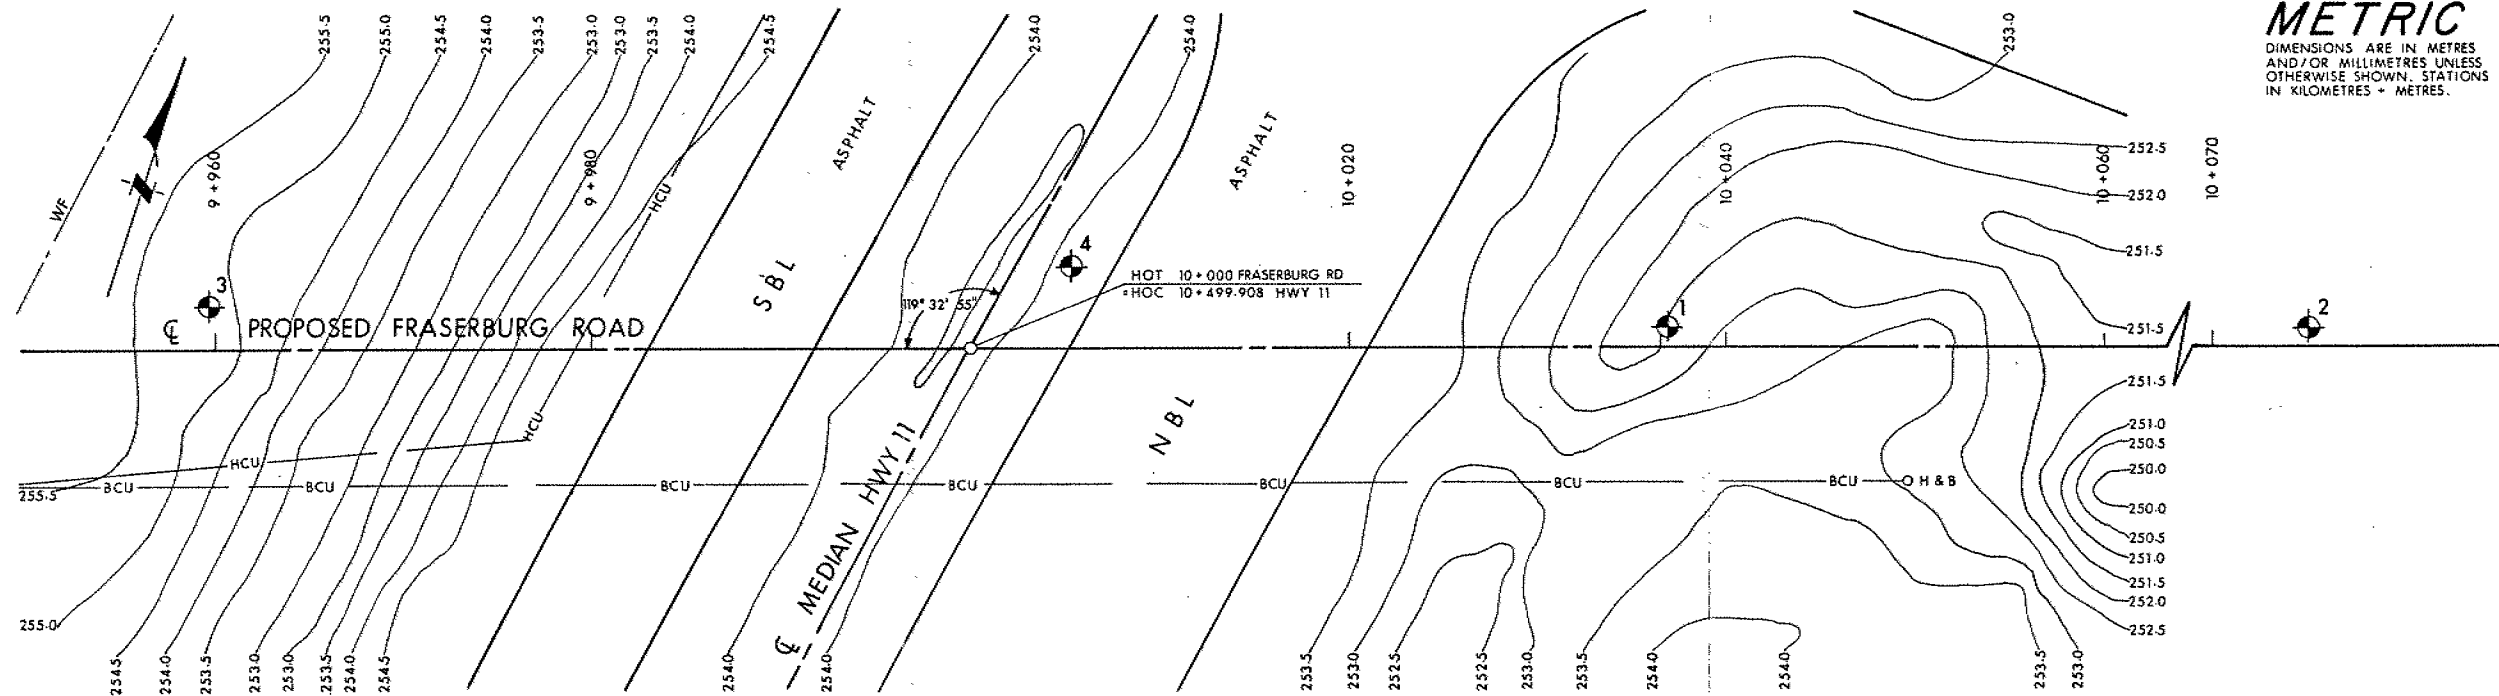 METRIC
DIMENSIONS ARE IN METRES
AND/OR MILLIMETRES UNLESS
OTHERWISE SHOWN. STATIONS
IN KILOMETRES + METRES.
255.5
255.0
254.5
254.0
253.5
253.0
253.0
253.5
254.0
254.5
254.0
254.0
253.0
WF
N
9+960
9+980
HCU
ASPHALT
ASPHALT
10+020
10+040
10+060
10+070
252.5
252.0
251.5
251.5
3
4
1
2
SBL
HOT 10+000 FRASERBURG RD
=HOC 10+499.908 HWY 11
119° 32' 55"
℄ PROPOSED FRASERBURG ROAD
NBL
℄ MEDIAN HWY 11
HCU
HCU
255.5
BCU
BCU
BCU
BCU
BCU
BCU
BCU
H&B
251.5
251.0
250.5
250.0
250.0
250.5
251.0
251.5
252.0
252.5
255.0
254.5
254.0
253.5
253.0
253.0
253.5
254.0
254.5
254.0
254.0
253.5
253.0
252.5
252.5
253.0
253.5
254.0
254.0
253.5
253.0